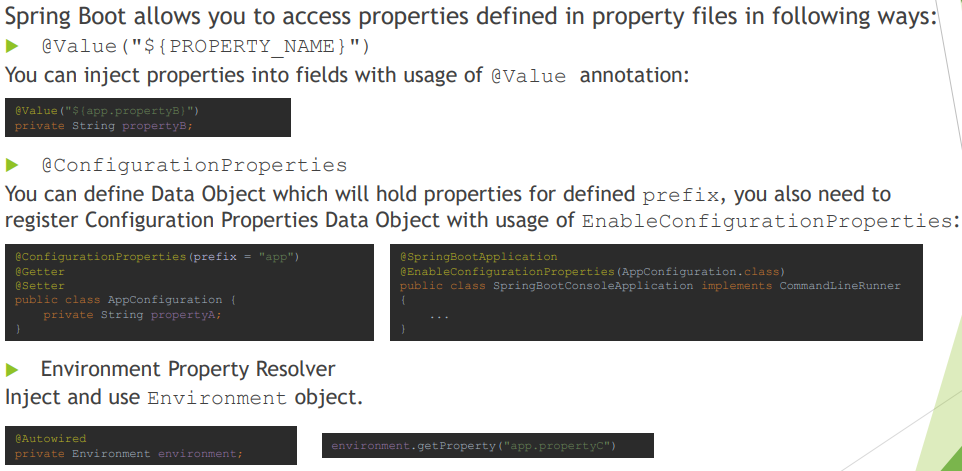 Spring Boot allows you to access properties defined in property files in following ways:
@Value("${PROPERTY_NAME}")
You can inject properties into fields with usage of @Value annotation:
@Value("${app.propertyB}")
private String propertyB;
@ConfigurationProperties
You can define Data Object which will hold properties for defined prefix, you also need to
register Configuration Properties Data Object with usage of EnableConfigurationProperties:
@ConfigurationProperties(prefix = "app")
@Getter
@Setter
public class AppConfiguration {
    private String propertyA;
}
@SpringBootApplication
@EnableConfigurationProperties(AppConfiguration.class)
public class SpringBootConsoleApplication implements CommandLineRunner
{
    ...
}
Environment Property Resolver
Inject and use Environment object.
@Autowired
private Environment environment;
environment.getProperty("app.propertyC")